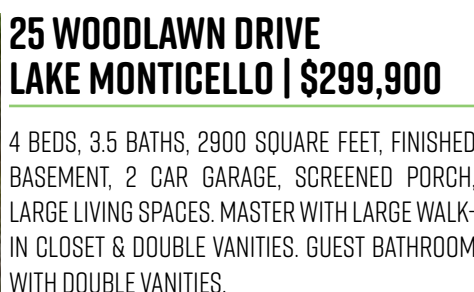 25 WOODLAWN DRIVE
LAKE MONTICELLO | $299,900
4 BEDS, 3.5 BATHS, 2900 SQUARE FEET, FINISHED
BASEMENT, 2 CAR GARAGE, SCREENED PORCH,
LARGE LIVING SPACES. MASTER WITH LARGE WALK-
IN CLOSET & DOUBLE VANITIES. GUEST BATHROOM
WITH DOUBLE VANITIES.